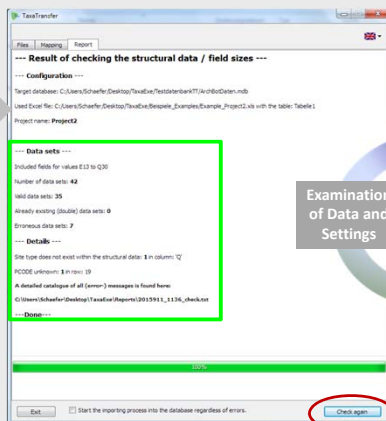 TaxaTransfer
Files Mapping Report
--- Result of checking the structural data / field sizes ---
--- Configuration ---
Target database: C:/Users/Schaefer/Desktop/TaxaExe/TestdatenbankTT/ArchBotDaten.mdb
Used Excel file: C:/Users/Schaefer/Desktop/TaxaExe/Beispiele_Examples/Example_Project2.xls with the table: Tabelle1
Project name: Project2
--- Data sets ---
Included fields for values E13 to Q30
Number of data sets: 42
Valid data sets: 35
Already existing (double) data sets: 0
Erroneous data sets: 7
--- Details ---
Site type does not exist within the structural data: 1 in column: 'Q'
PCODE unknown: 1 in row: 19
A detailed catalogue of all (error-) messages is found here:
C:\Users\Schaefer\Desktop\TaxaExe\Reports\2015911_1136_check.txt
---Done---
Examination
of Data and
Settings
100%
Exit
Start the importing process into the database regardless of errors.
Check again